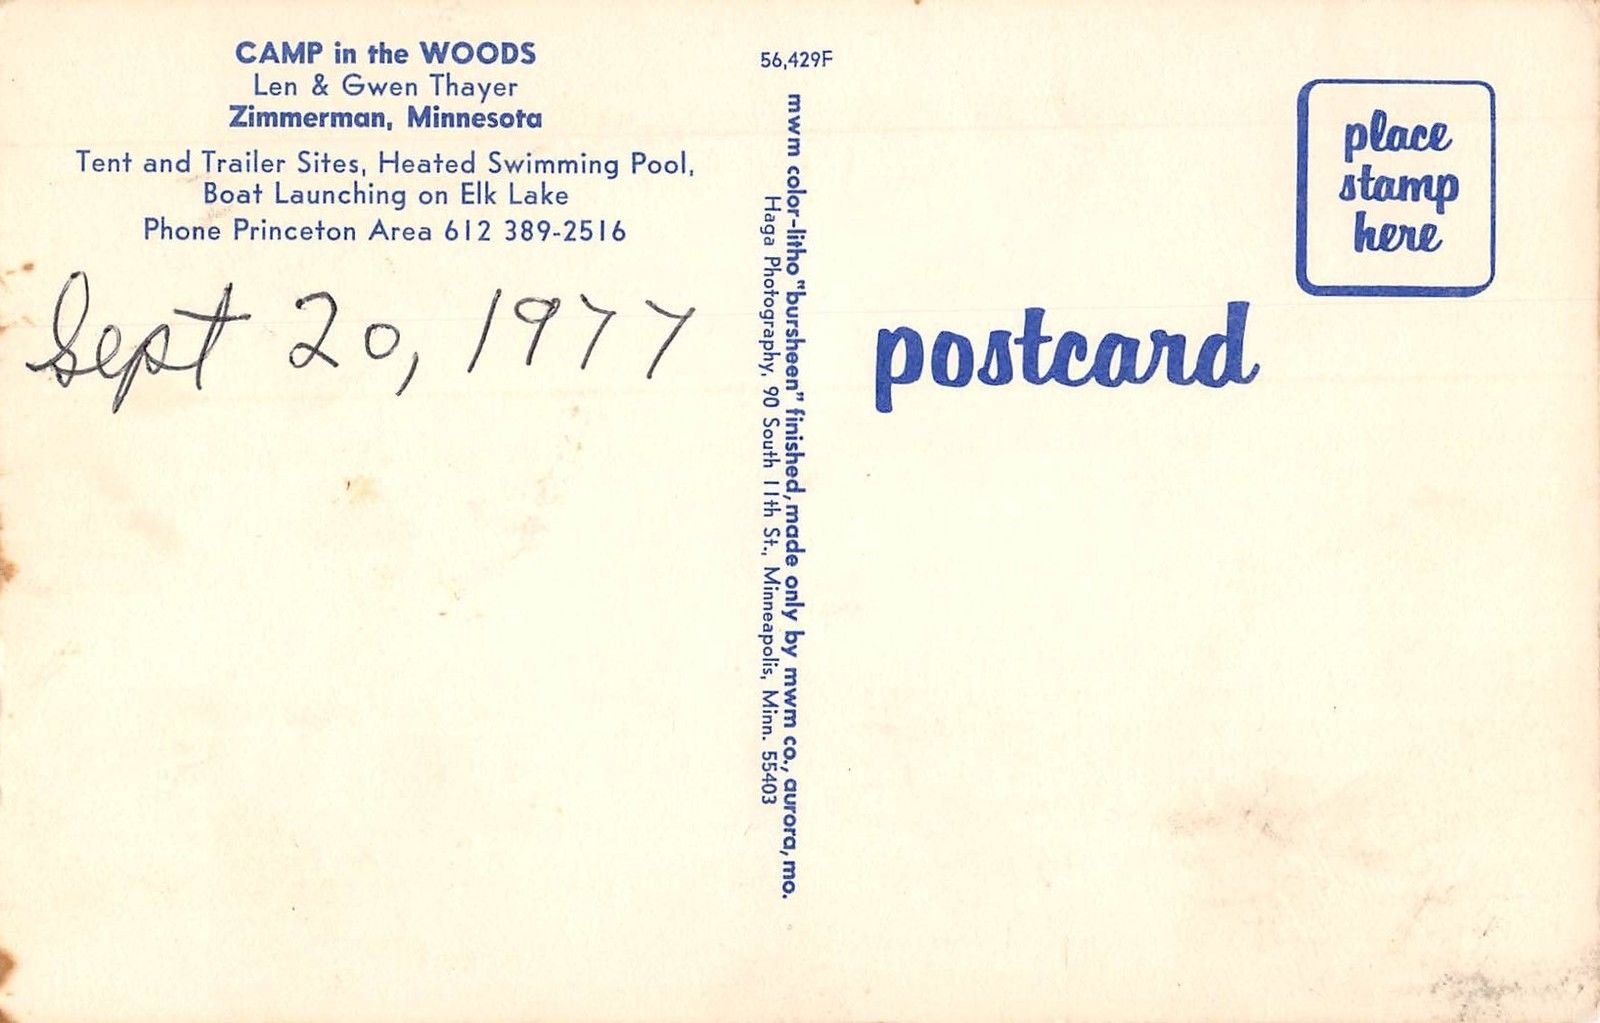 CAMP in the WOODS
Len & Gwen Thayer
Zimmerman, Minnesota
Tent and Trailer Sites, Heated Swimming Pool,
Boat Launching on Elk Lake
Phone Princeton Area 612 389-2516
Sept 20, 1977
56,429F
mwm color-litho "bursheen" finished, made only by mwm co., aurora, mo.
Haga Photography, 90 South 11th St., Minneapolis, Minn. 55403
place
stamp
here
postcard